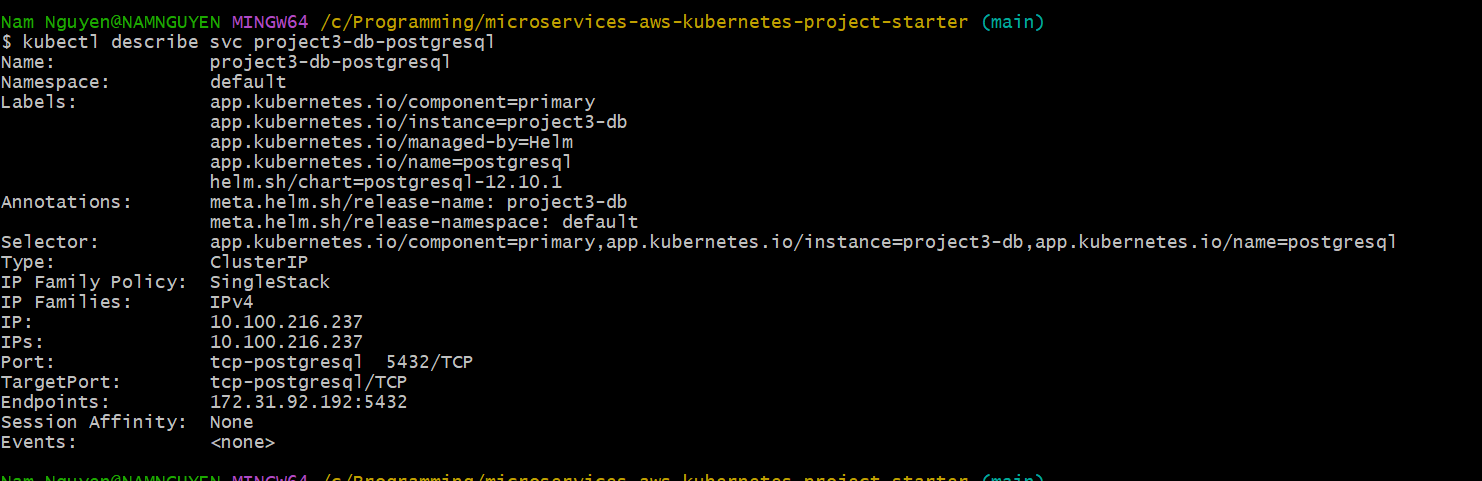 Nam Nguyen@NAMNGUYEN MINGW64 /c/Programming/microservices-aws-kubernetes-project-starter (main)
$ kubectl describe svc project3-db-postgresql
Name:              project3-db-postgresql
Namespace:         default
Labels:            app.kubernetes.io/component=primary
                   app.kubernetes.io/instance=project3-db
                   app.kubernetes.io/managed-by=Helm
                   app.kubernetes.io/name=postgresql
                   helm.sh/chart=postgresql-12.10.1
Annotations:       meta.helm.sh/release-name: project3-db
                   meta.helm.sh/release-namespace: default
Selector:          app.kubernetes.io/component=primary,app.kubernetes.io/instance=project3-db,app.kubernetes.io/name=postgresql
Type:              ClusterIP
IP Family Policy:  SingleStack
IP Families:       IPv4
IP:                10.100.216.237
IPs:               10.100.216.237
Port:              tcp-postgresql  5432/TCP
TargetPort:        tcp-postgresql/TCP
Endpoints:         172.31.92.192:5432
Session Affinity:  None
Events:            <none>
Nam Nguyen@NAMNGUYEN MINGW64 /c/Programming/microservices-aws-kubernetes-project-starter (main)